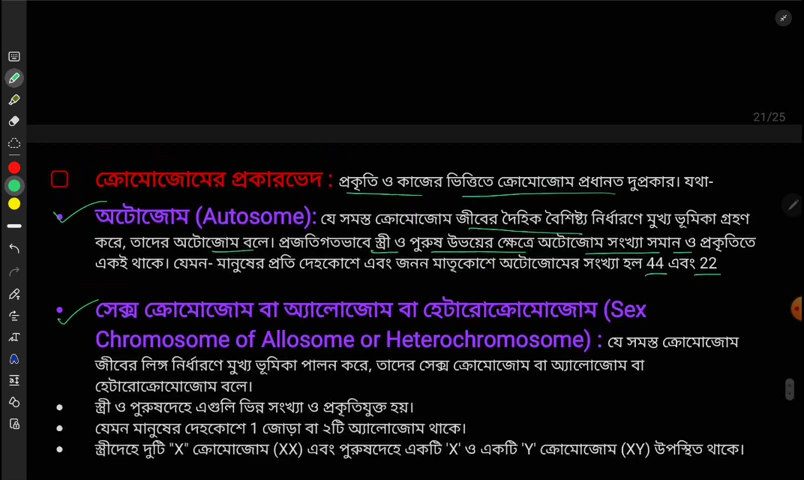 21/25
ক্রোমোজোমের প্রকারভেদ : প্রকৃতি ও কাজের ভিত্তিতে ক্রোমোজোম প্রধানত দুপ্রকার। যথা-
অটোজোম (Autosome): যে সমস্ত ক্রোমোজোম জীবের দৈহিক বৈশিষ্ট্য নির্ধারণে মুখ্য ভূমিকা গ্রহণ
করে, তাদের অটোজোম বলে। প্রজতিগতভাবে স্ত্রী ও পুরুষ উভয়ের ক্ষেত্রে অটোজোম সংখ্যা সমান ও প্রকৃতিতে
একই থাকে। যেমন- মানুষের প্রতি দেহকোশে এবং জনন মাতৃকোশে অটোজোমের সংখ্যা হল 44 এবং 22
সেক্স ক্রোমোজোম বা অ্যালোজোম বা হেটারোক্রোমোজোম (Sex
Chromosome of Allosome or Heterochromosome) : যে সমস্ত ক্রোমোজোম
জীবের লিঙ্গ নির্ধারণে মুখ্য ভূমিকা পালন করে, তাদের সেক্স ক্রোমোজোম বা অ্যালোজোম বা
হেটারোক্রোমোজোম বলে।
স্ত্রী ও পুরুষদেহে এগুলি ভিন্ন সংখ্যা ও প্রকৃতিযুক্ত হয়।
যেমন মানুষের দেহকোশে 1 জোড়া বা ২টি অ্যালোজোম থাকে।
স্ত্রীদেহে দুটি "X" ক্রোমোজোম (XX) এবং পুরুষদেহে একটি 'X' ও একটি 'Y' ক্রোমোজোম (XY) উপস্থিত থাকে।